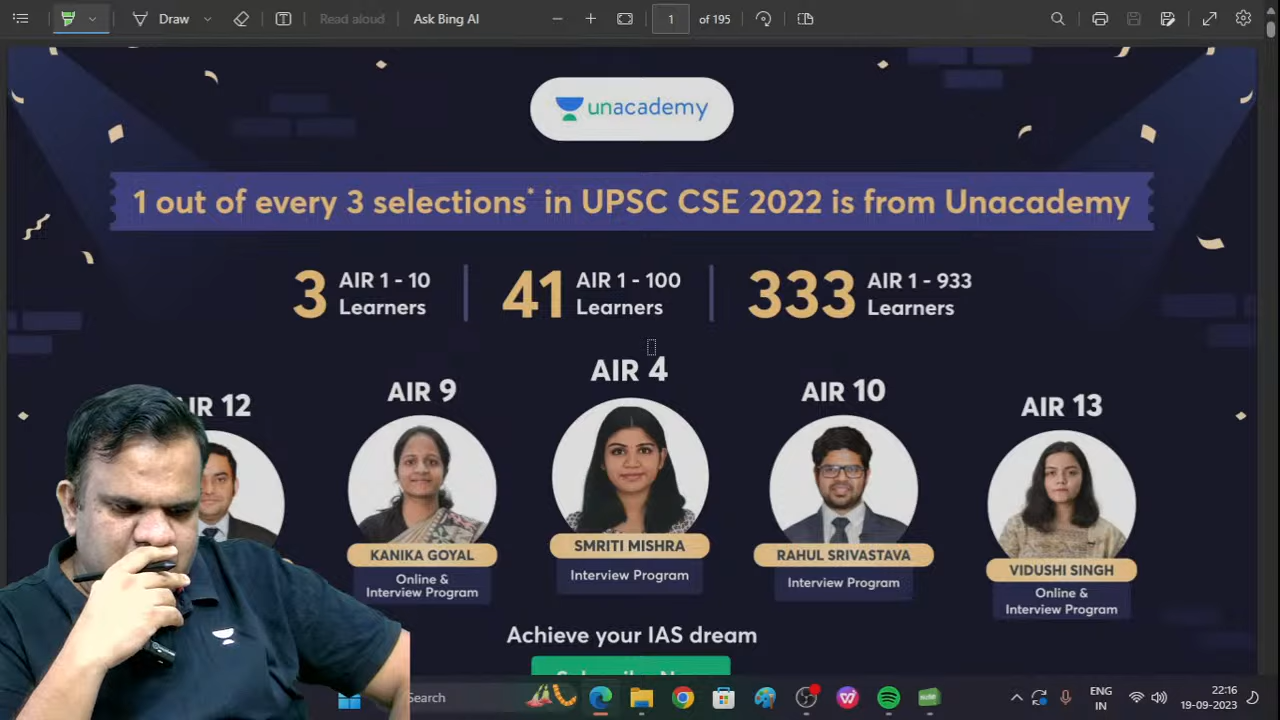 Draw
Read aloud
Ask Bing AI
1
of 195
unacademy
1 out of every 3 selections* in UPSC CSE 2022 is from Unacademy
3 AIR 1 - 10 Learners
41 AIR 1 - 100 Learners
333 AIR 1 - 933 Learners
AIR 4
AIR 9
AIR 10
12
AIR 13
SMRITI MISHRA
Interview Program
KANIKA GOYAL
Online &
Interview Program
RAHUL SRIVASTAVA
Interview Program
VIDUSHI SINGH
Online &
Interview Program
Achieve your IAS dream
Search
ENG
IN
22:16
19-09-2023